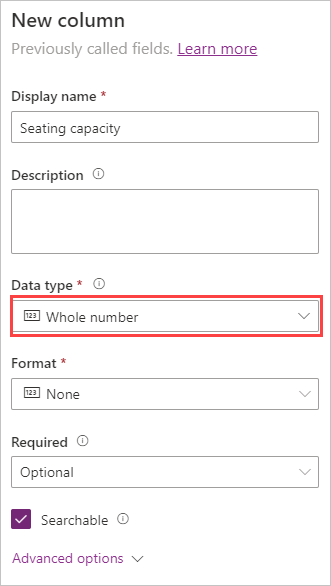 New column
Previously called fields. Learn more
Display name *
Seating capacity
Description
Data type *
123 Whole number
Format *
123 None
Required
Optional
Searchable
Advanced options